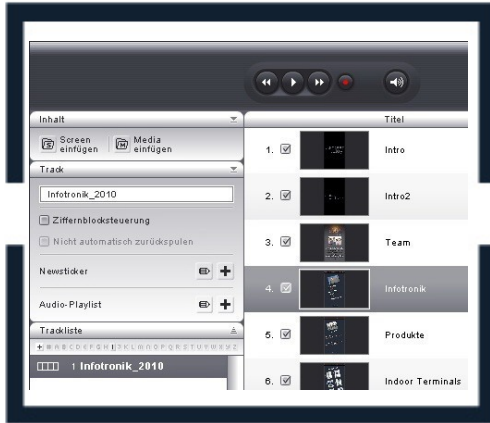 Inhalt
Titel
Screen einfügen
Media einfügen
Track
Infotronik_2010
Ziffernblocksteuerung
Nicht automatisch zurückspulen
Newsticker
Audio-Playlist
Trackliste
+ # A B C D E F G H I J K L M N O P Q R S T U V W X Y Z
1 Infotronik_2010
1. Intro
2. Intro2
3. Team
4. Infotronik
5. Produkte
6. Indoor Terminals